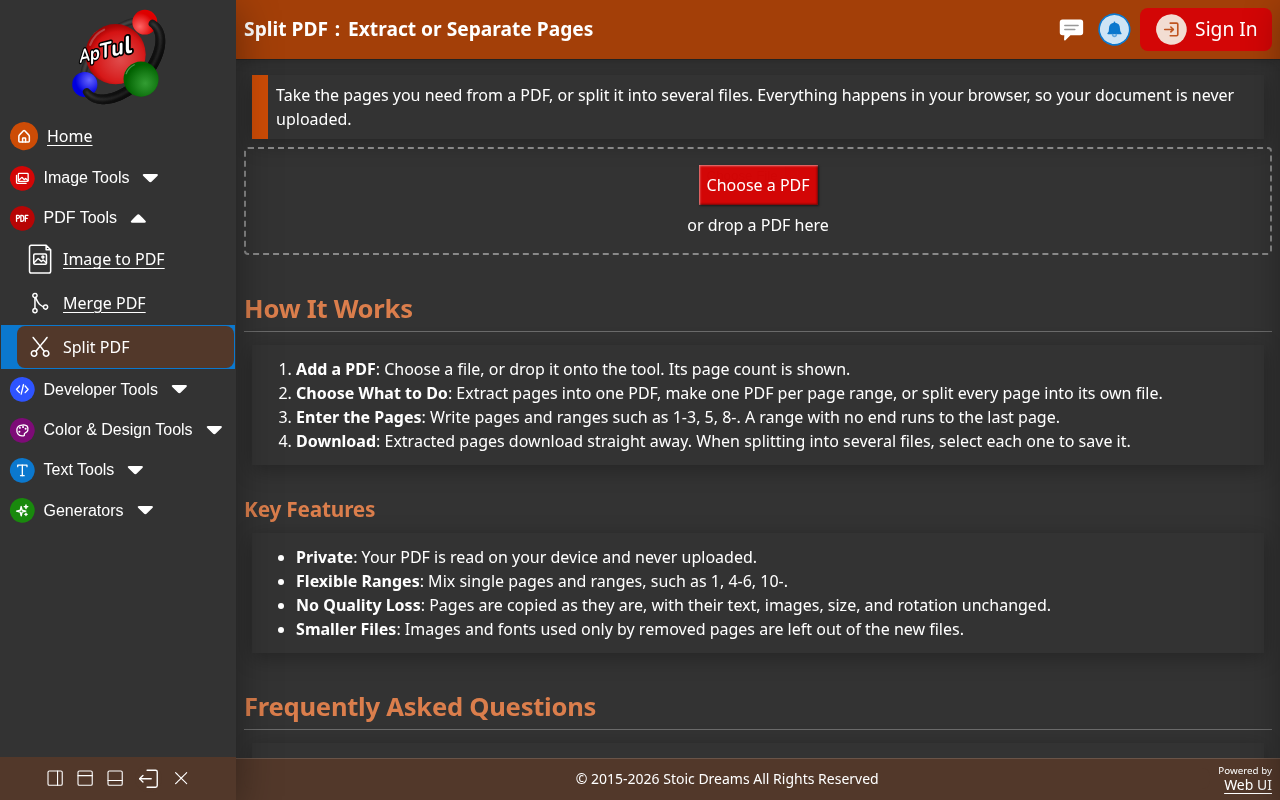 ApTul
Home
Image Tools
PDF
PDF Tools
Image to PDF
Merge PDF
Split PDF
Developer Tools
Color & Design Tools
Text Tools
Generators
Split PDF : Extract or Separate Pages
Sign In
Take the pages you need from a PDF, or split it into several files. Everything happens in your browser, so your document is never
uploaded.
Choose a PDF
or drop a PDF here
How It Works
1. Add a PDF: Choose a file, or drop it onto the tool. Its page count is shown.
2. Choose What to Do: Extract pages into one PDF, make one PDF per page range, or split every page into its own file.
3. Enter the Pages: Write pages and ranges such as 1-3, 5, 8-. A range with no end runs to the last page.
4. Download: Extracted pages download straight away. When splitting into several files, select each one to save it.
Key Features
• Private: Your PDF is read on your device and never uploaded.
• Flexible Ranges: Mix single pages and ranges, such as 1, 4-6, 10-.
• No Quality Loss: Pages are copied as they are, with their text, images, size, and rotation unchanged.
• Smaller Files: Images and fonts used only by removed pages are left out of the new files.
Frequently Asked Questions
© 2015-2026 Stoic Dreams All Rights Reserved
Powered by
Web UI